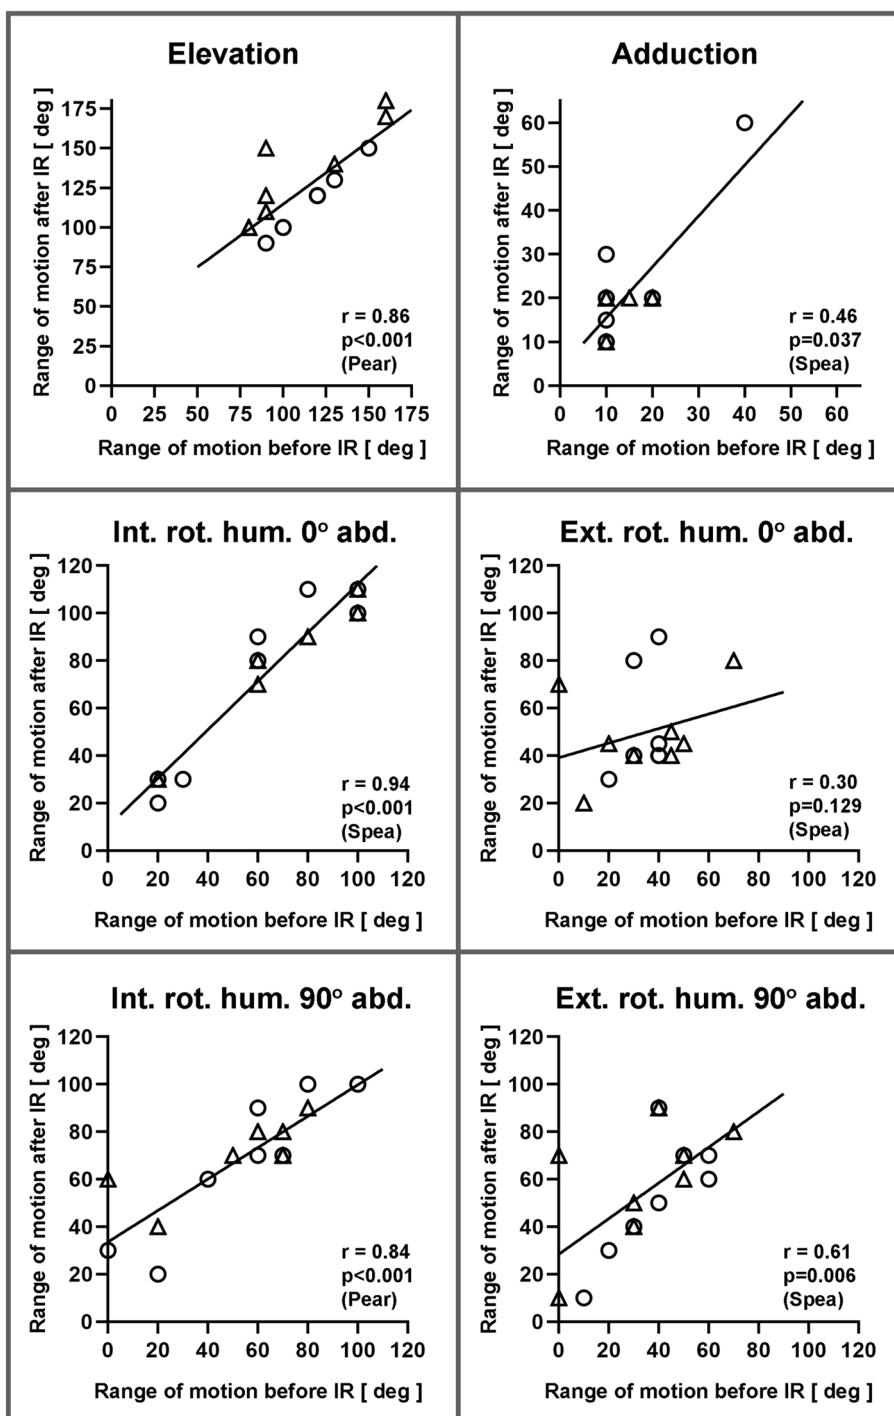 Elevation
Range of motion after IR [ deg ]
175
150
125
100
75
50
25
0
r = 0.86
p<0.001
(Pear)
0 25 50 75 100 125 150 175
Range of motion before IR [ deg ]
Adduction
Range of motion after IR [ deg ]
60
50
40
30
20
10
0
r = 0.46
p=0.037
(Spea)
0 10 20 30 40 50 60
Range of motion before IR [ deg ]
Int. rot. hum. 0° abd.
Range of motion after IR [ deg ]
120
100
80
60
40
20
0
r = 0.94
p<0.001
(Spea)
0 20 40 60 80 100 120
Range of motion before IR [ deg ]
Ext. rot. hum. 0° abd.
Range of motion after IR [ deg ]
120
100
80
60
40
20
0
r = 0.30
p=0.129
(Spea)
0 20 40 60 80 100 120
Range of motion before IR [ deg ]
Int. rot. hum. 90° abd.
Range of motion after IR [ deg ]
120
100
80
60
40
20
0
r = 0.84
p<0.001
(Pear)
0 20 40 60 80 100 120
Range of motion before IR [ deg ]
Ext. rot. hum. 90° abd.
Range of motion after IR [ deg ]
120
100
80
60
40
20
0
r = 0.61
p=0.006
(Spea)
0 20 40 60 80 100 120
Range of motion before IR [ deg ]